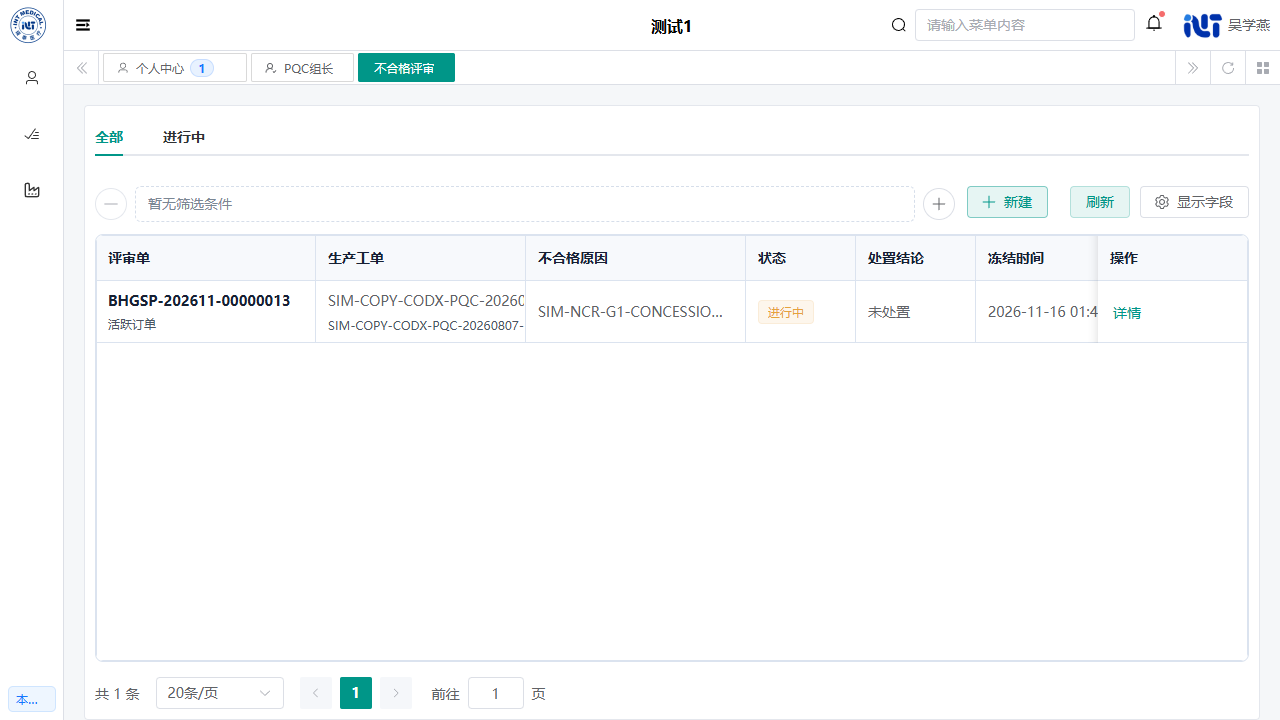 INT MEDICAL
测试1
请输入菜单内容
吴学燕
个人中心 1
PQC组长
不合格评审
全部
进行中
暂无筛选条件
新建
刷新
显示字段
评审单
生产工单
不合格原因
状态
处置结论
冻结时间
操作
BHGSP-202611-00000013
活跃订单
SIM-COPY-CODX-PQC-20260
SIM-COPY-CODX-PQC-20260807-
SIM-NCR-G1-CONCESSIO...
进行中
未处置
2026-11-16 01:4
详情
本...
共 1 条
20条/页
1
前往
1
页